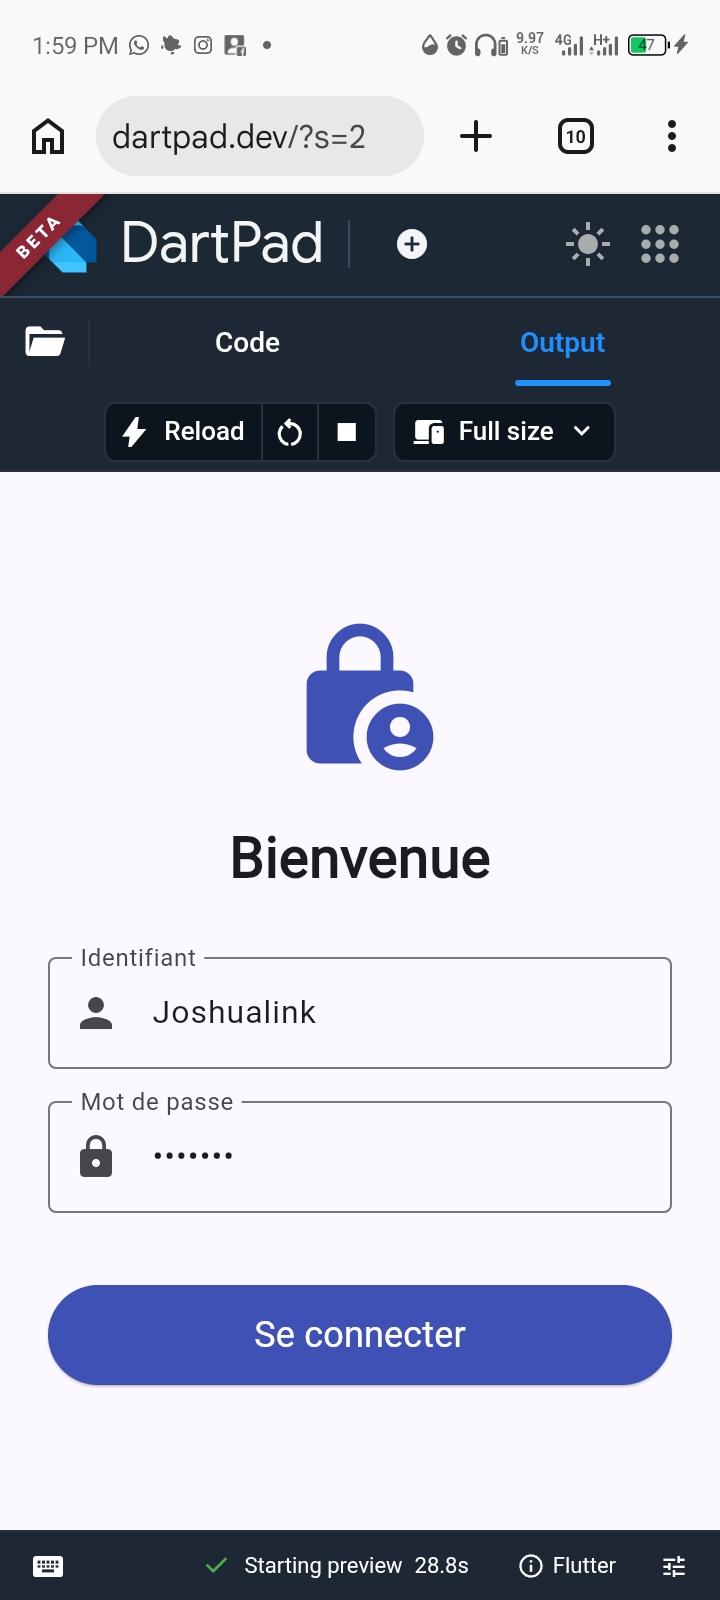 1:59 PM 9.97 K/S 4G H+ 47
dartpad.dev/?s=2 10
BETA DartPad
Code Output
Reload Full size
Bienvenue
Identifiant
Joshualink
Mot de passe
•••••••
Se connecter
Starting preview 28.8s Flutter